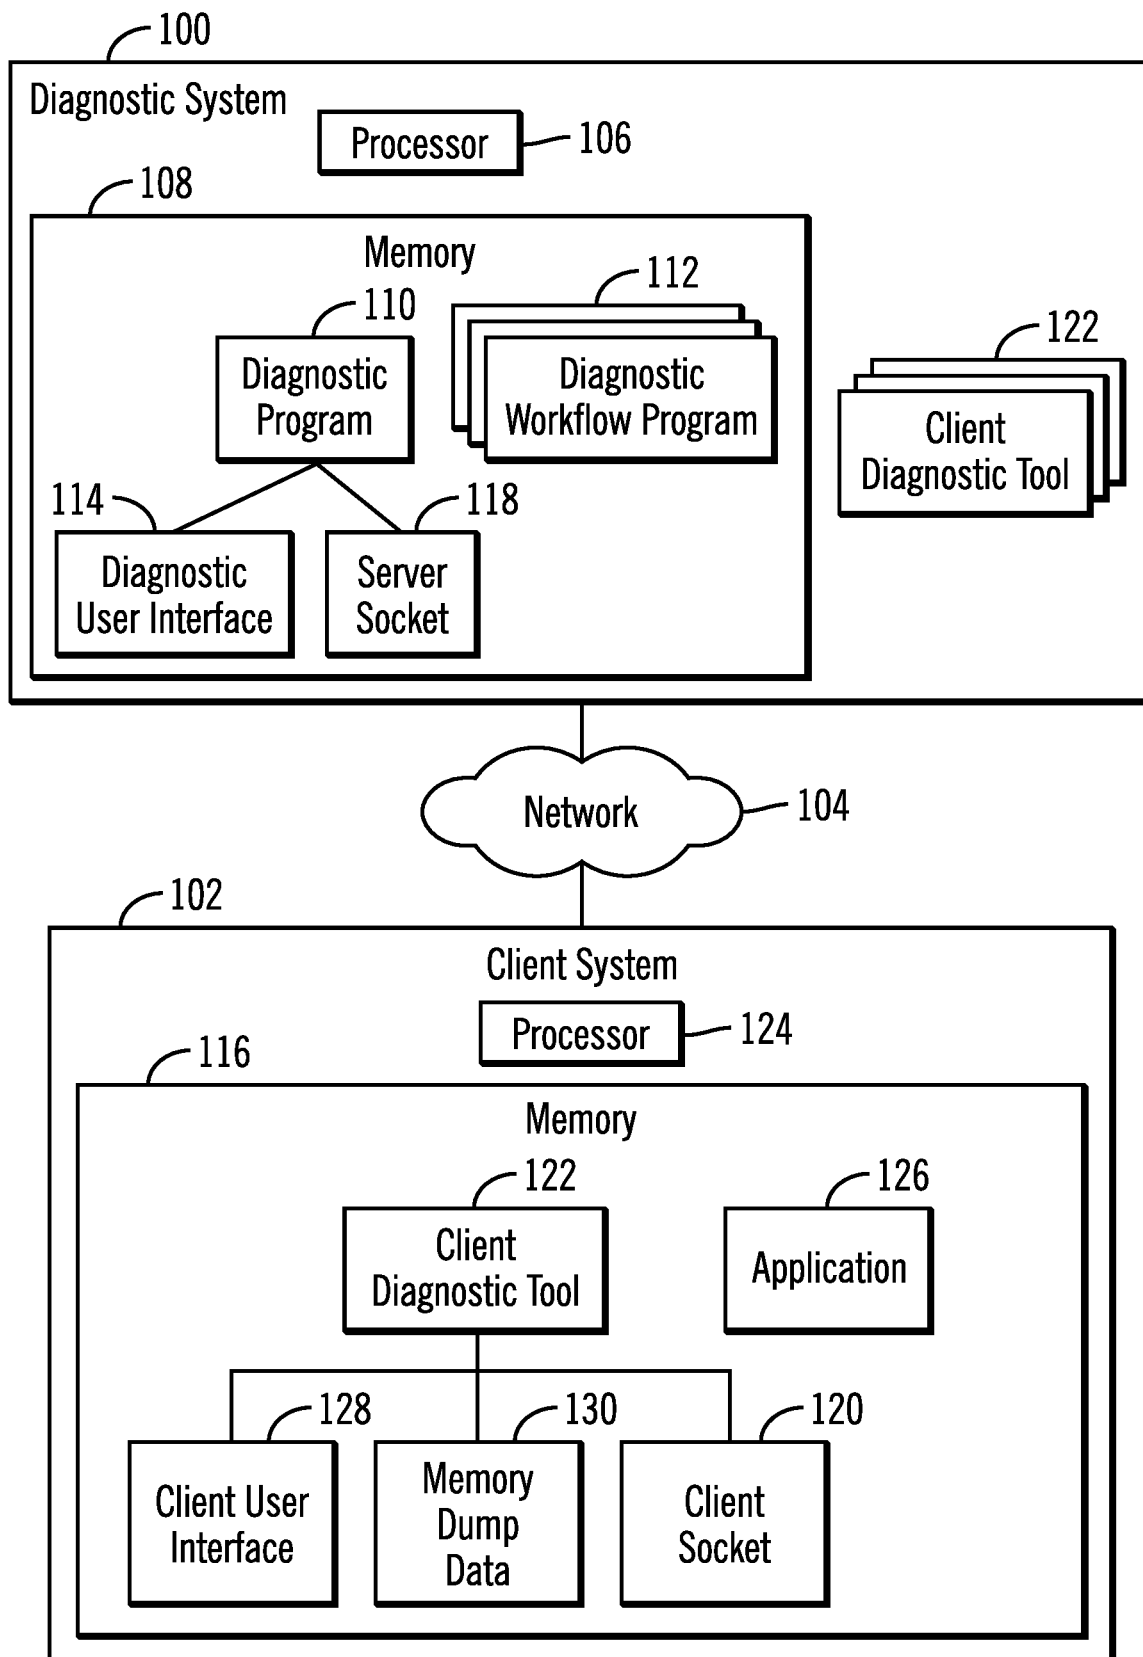 100
Diagnostic System
Processor
106
108
Memory
110
112
Diagnostic
Program
Diagnostic
Workflow Program
122
Client
Diagnostic Tool
114
118
Diagnostic
User Interface
Server
Socket
Network
104
102
Client System
Processor
124
116
Memory
122
126
Client
Diagnostic Tool
Application
128
130
120
Client User
Interface
Memory
Dump
Data
Client
Socket